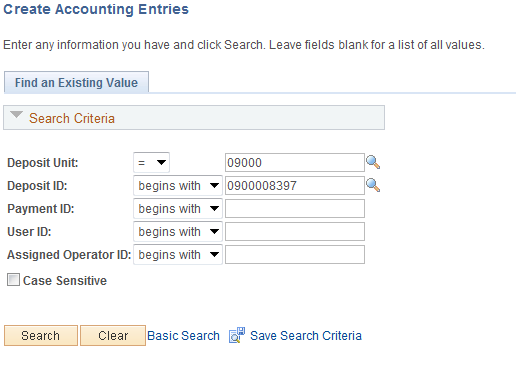 Create Accounting Entries
Enter any information you have and click Search. Leave fields blank for a list of all values.
Find an Existing Value
Search Criteria
Deposit Unit: = 09000
Deposit ID: begins with 0900008397
Payment ID: begins with
User ID: begins with
Assigned Operator ID: begins with
Case Sensitive
Search Clear Basic Search Save Search Criteria